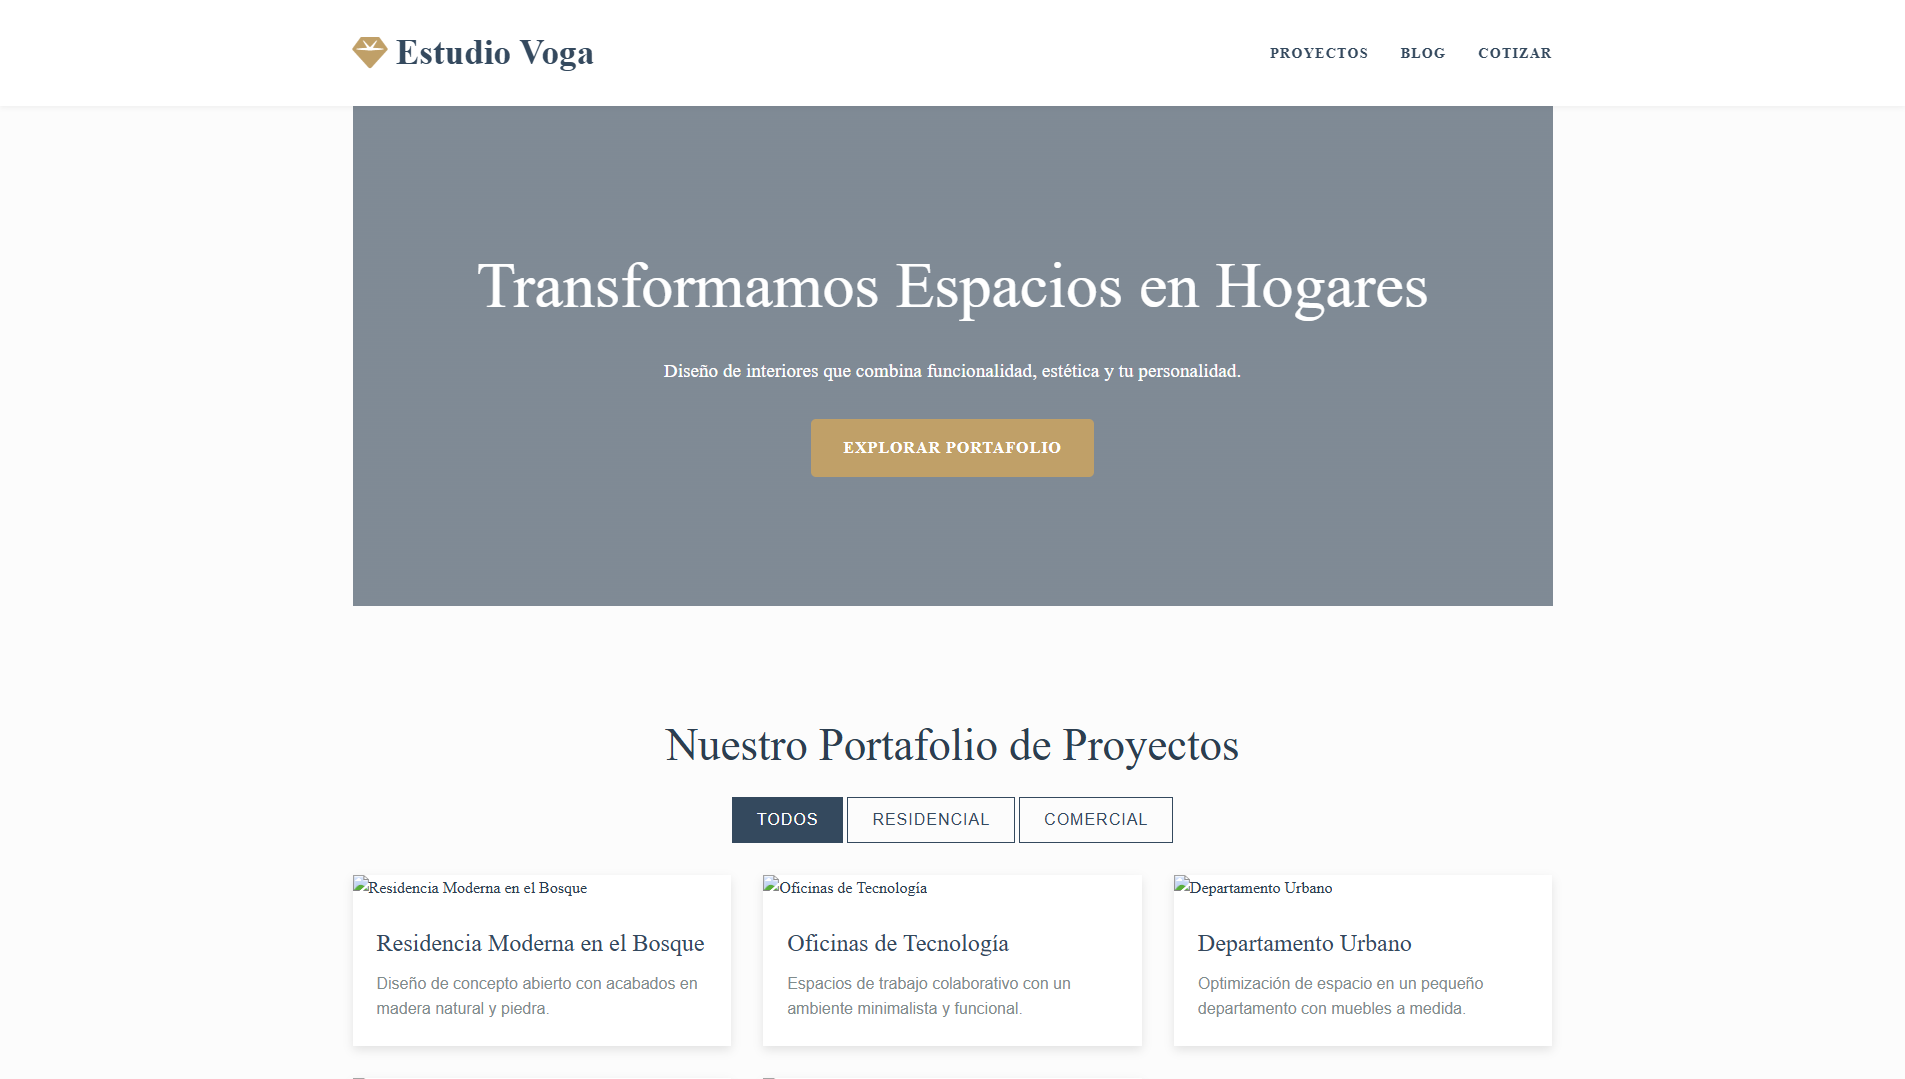 Estudio Voga
PROYECTOS BLOG COTIZAR
Transformamos Espacios en Hogares
Diseño de interiores que combina funcionalidad, estética y tu personalidad.
EXPLORAR PORTAFOLIO
Nuestro Portafolio de Proyectos
TODOS RESIDENCIAL COMERCIAL
Residencia Moderna en el Bosque
Residencia Moderna en el Bosque
Diseño de concepto abierto con acabados en
madera natural y piedra.
Oficinas de Tecnología
Oficinas de Tecnología
Espacios de trabajo colaborativo con un
ambiente minimalista y funcional.
Departamento Urbano
Departamento Urbano
Optimización de espacio en un pequeño
departamento con muebles a medida.